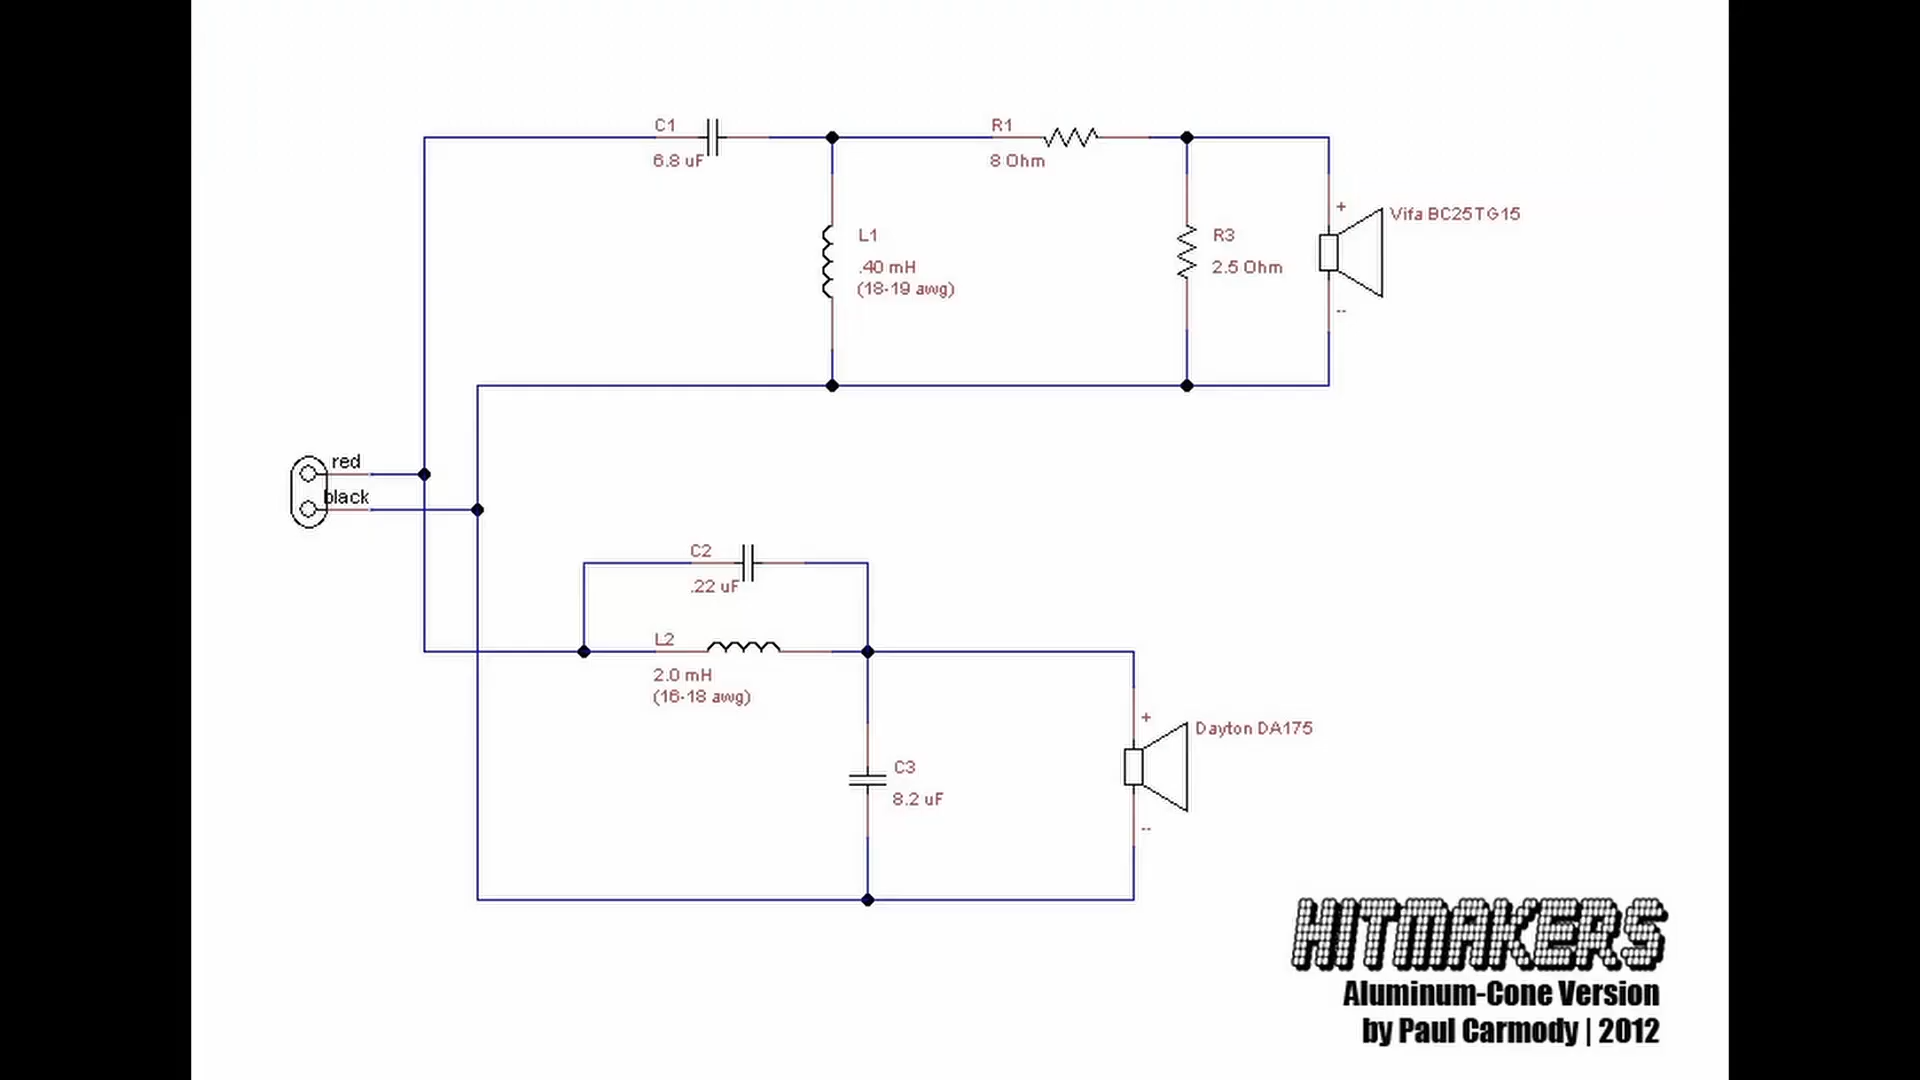 C1
6.8 uF
R1
8 Ohm
+
Vifa BC25TG15
L1
.40 mH
(18-19 awg)
R3
2.5 Ohm
--
red
black
C2
.22 uF
L2
2.0 mH
(16-18 awg)
+
Dayton DA175
C3
8.2 uF
--
HITMAKERS
Aluminum-Cone Version
by Paul Carmody | 2012